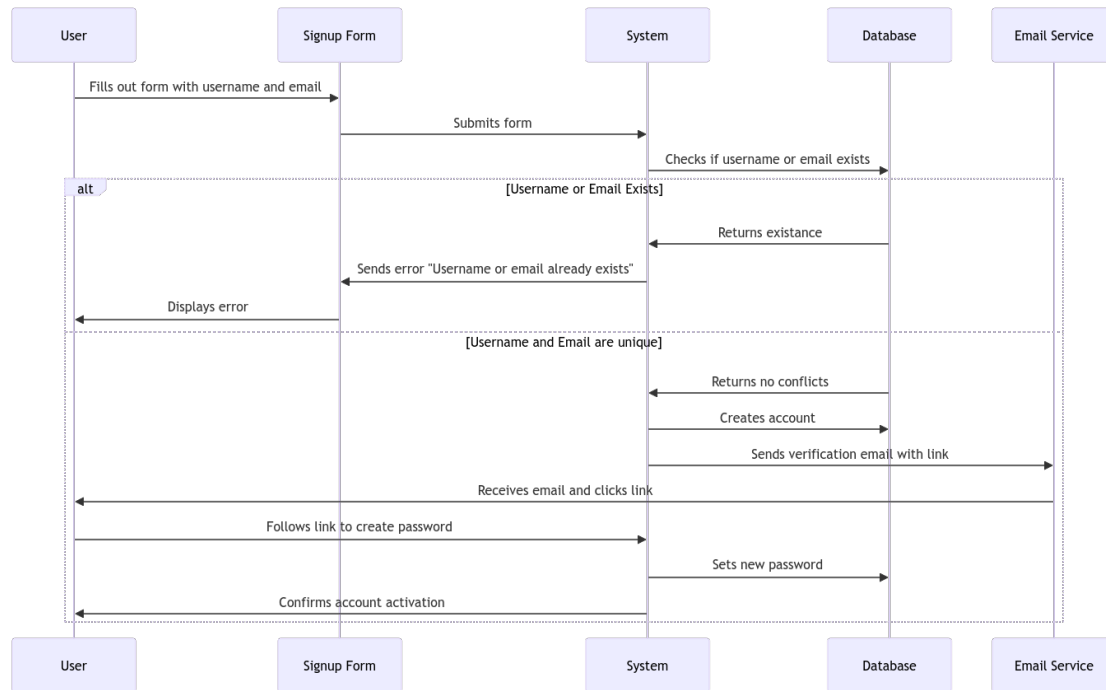 User
Signup Form
System
Database
Email Service
Fills out form with username and email
Submits form
Checks if username or email exists
alt
[Username or Email Exists]
Returns existance
Sends error "Username or email already exists"
Displays error
[Username and Email are unique]
Returns no conflicts
Creates account
Sends verification email with link
Receives email and clicks link
Follows link to create password
Sets new password
Confirms account activation
User
Signup Form
System
Database
Email Service